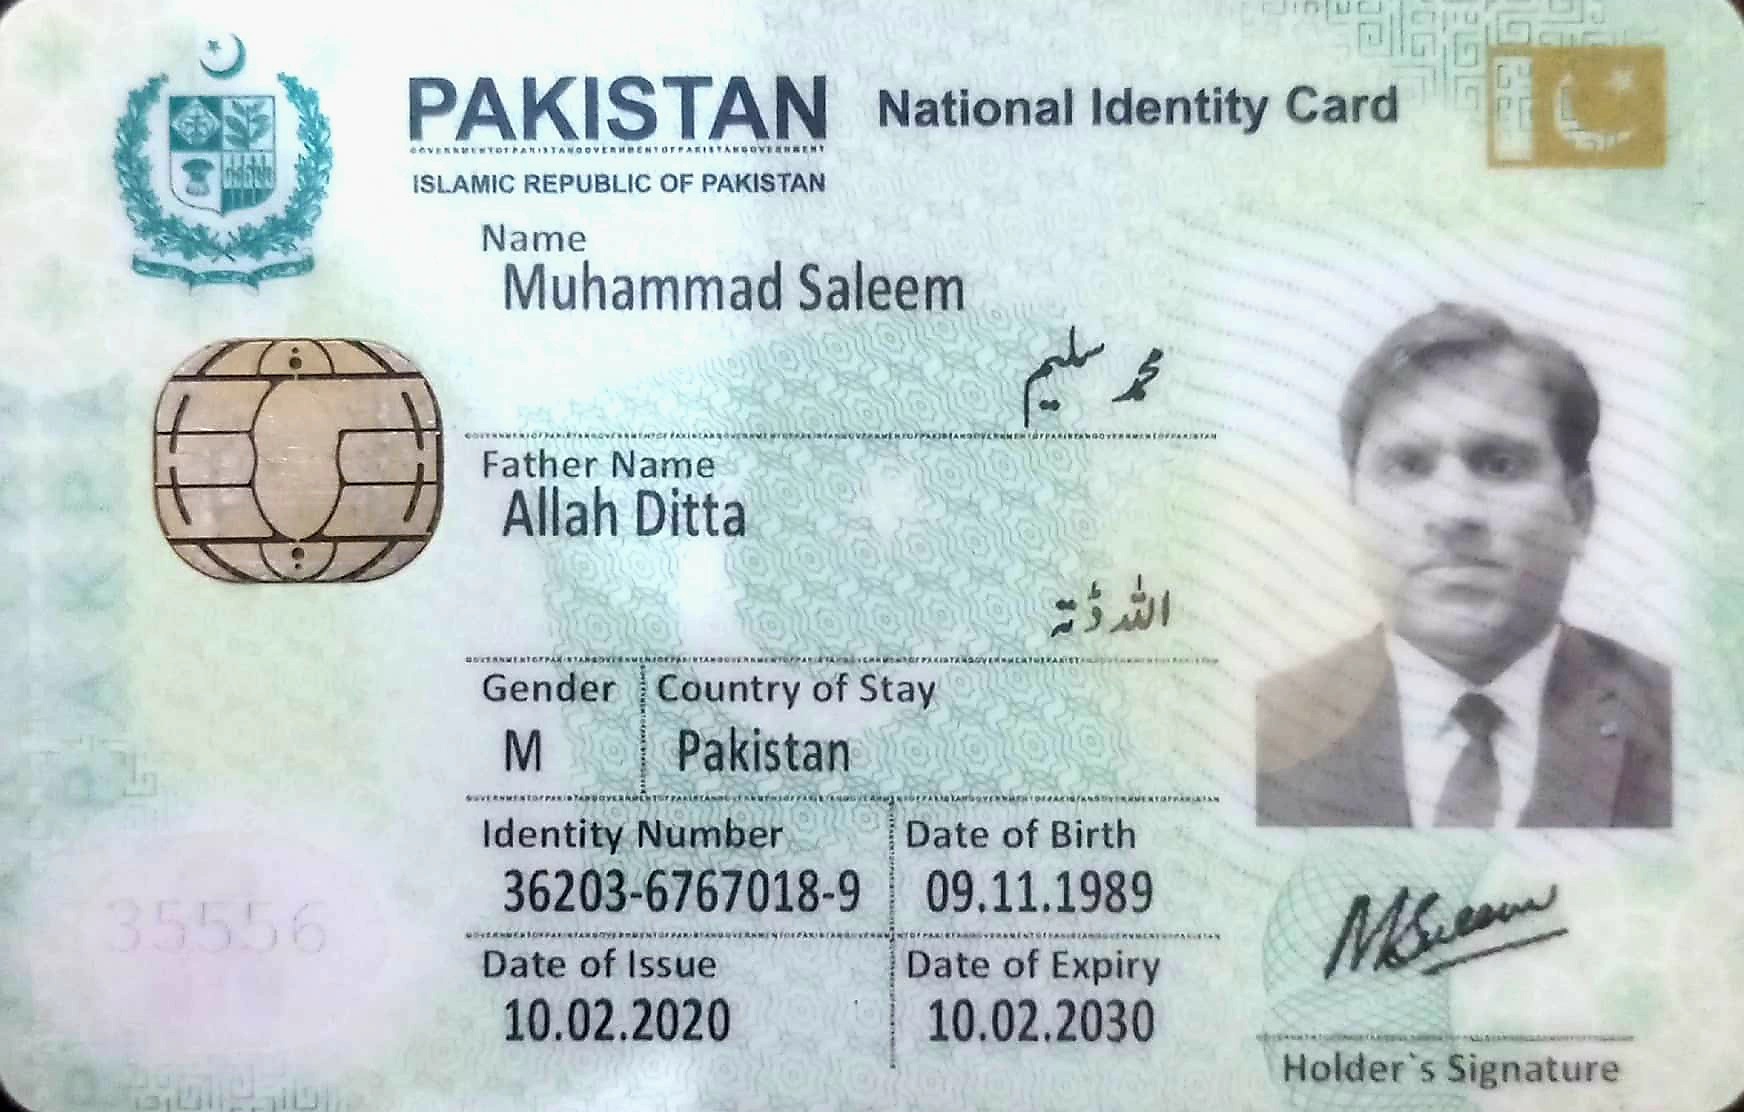 PAKISTAN National Identity Card
ISLAMIC REPUBLIC OF PAKISTAN
Name
Muhammad Saleem
محمد سلیم
Father Name
Allah Ditta
اللہ ڈتہ
Gender Country of Stay
M Pakistan
Identity Number Date of Birth
36203-6767018-9 09.11.1989
35556
Date of Issue Date of Expiry
10.02.2020 10.02.2030
MSaleem
Holder`s Signature